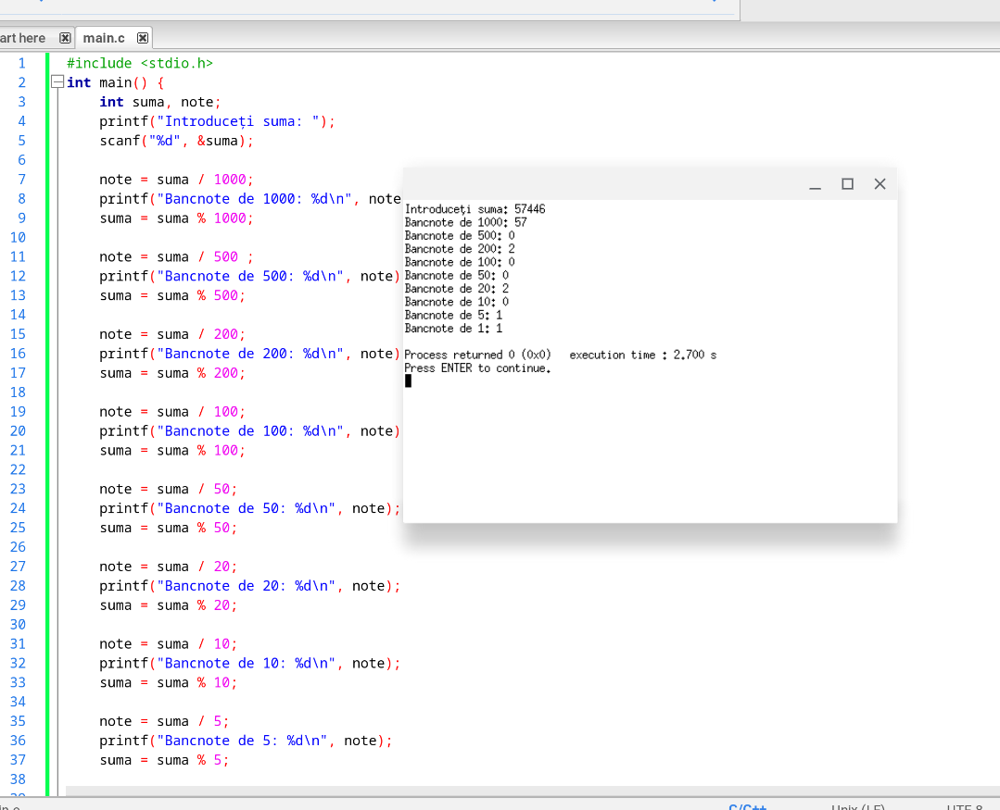 art here main.c
1 #include <stdio.h>
2 int main() {
3 int suma, note;
4 printf("Introduceți suma: ");
5 scanf("%d", &suma);
6
7 note = suma / 1000;
8 printf("Bancnote de 1000: %d\n", note
9 suma = suma % 1000;
10
11 note = suma / 500 ;
12 printf("Bancnote de 500: %d\n", note)
13 suma = suma % 500;
14
15 note = suma / 200;
16 printf("Bancnote de 200: %d\n", note)
17 suma = suma % 200;
18
19 note = suma / 100;
20 printf("Bancnote de 100: %d\n", note)
21 suma = suma % 100;
22
23 note = suma / 50;
24 printf("Bancnote de 50: %d\n", note);
25 suma = suma % 50;
26
27 note = suma / 20;
28 printf("Bancnote de 20: %d\n", note);
29 suma = suma % 20;
30
31 note = suma / 10;
32 printf("Bancnote de 10: %d\n", note);
33 suma = suma % 10;
34
35 note = suma / 5;
36 printf("Bancnote de 5: %d\n", note);
37 suma = suma % 5;
38
Introduceți suma: 57446
Bancnote de 1000: 57
Bancnote de 500: 0
Bancnote de 200: 2
Bancnote de 100: 0
Bancnote de 50: 0
Bancnote de 20: 2
Bancnote de 10: 0
Bancnote de 5: 1
Bancnote de 1: 1
Process returned 0 (0x0) execution time : 2.700 s
Press ENTER to continue.
C/C++ Unix (LF) UTF-8